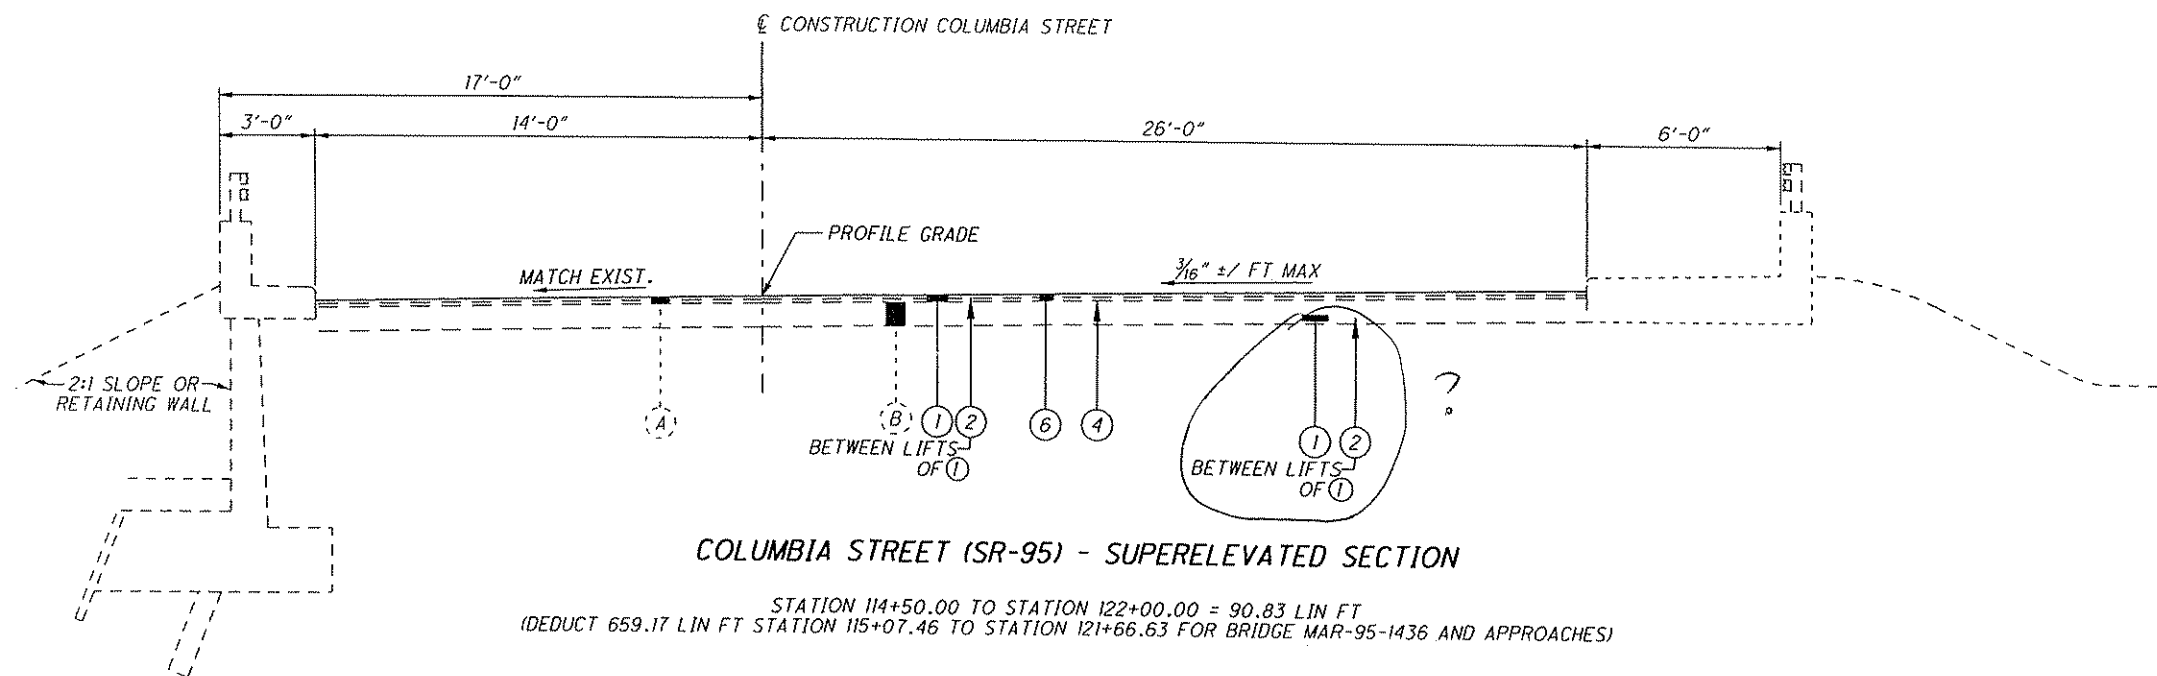 ℄ CONSTRUCTION COLUMBIA STREET
17'-0"
3'-0"
14'-0"
26'-0"
6'-0"
PROFILE GRADE
MATCH EXIST.
3/16" ±/ FT MAX
2:1 SLOPE OR
RETAINING WALL
A
B
1
2
6
4
BETWEEN LIFTS
OF 1
1
2
BETWEEN LIFTS
OF 1
?
COLUMBIA STREET (SR-95) - SUPERELEVATED SECTION
STATION 114+50.00 TO STATION 122+00.00 = 90.83 LIN FT
(DEDUCT 659.17 LIN FT STATION 115+07.46 TO STATION 121+66.63 FOR BRIDGE MAR-95-1436 AND APPROACHES)